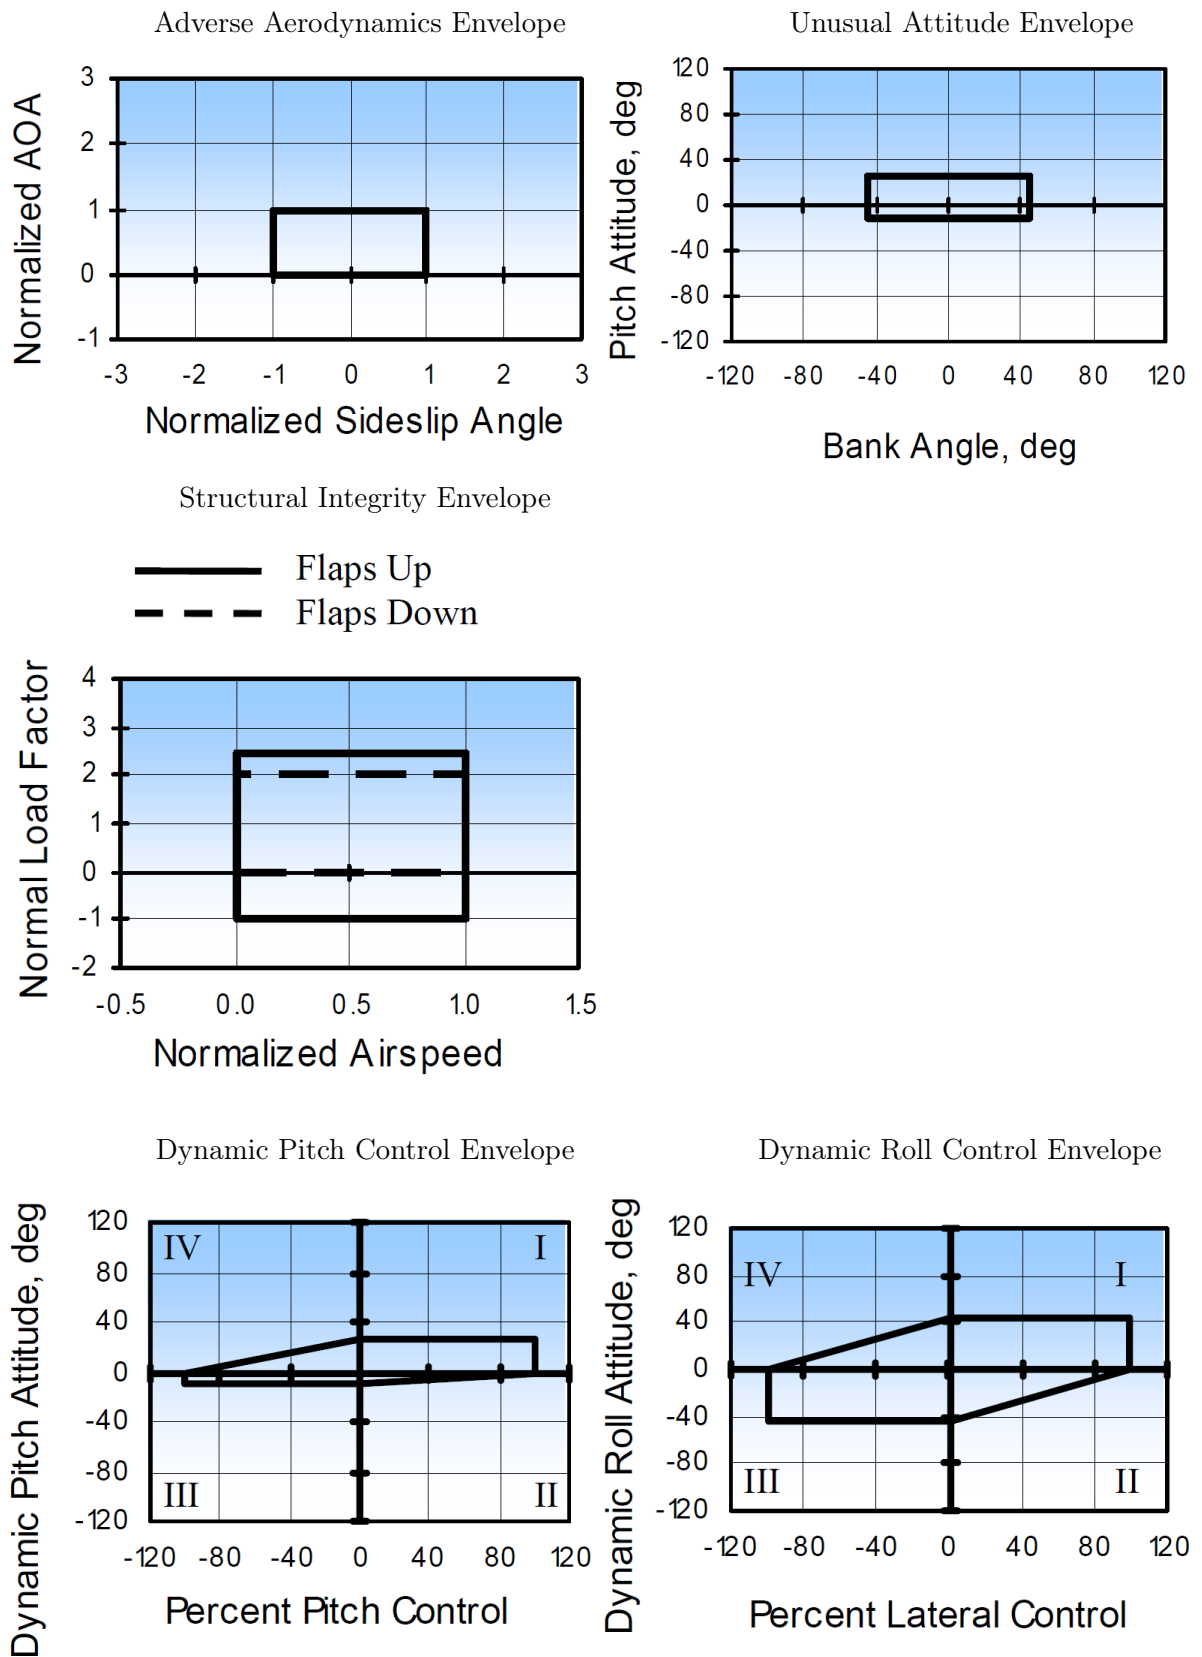 Adverse Aerodynamics Envelope
Normalized AOA
3
2
1
0
-1
-3 -2 -1 0 1 2 3
Normalized Sideslip Angle
Unusual Attitude Envelope
Pitch Attitude, deg
120
80
40
0
-40
-80
-120
-120 -80 -40 0 40 80 120
Bank Angle, deg
Structural Integrity Envelope
Flaps Up
Flaps Down
Normal Load Factor
4
3
2
1
0
-1
-2
-0.5 0.0 0.5 1.0 1.5
Normalized Airspeed
Dynamic Pitch Control Envelope
Dynamic Pitch Attitude, deg
120
80
40
0
-40
-80
-120
IV I
III II
-120 -80 -40 0 40 80 120
Percent Pitch Control
Dynamic Roll Control Envelope
Dynamic Roll Attitude, deg
120
80
40
0
-40
-80
-120
IV I
III II
-120 -80 -40 0 40 80 120
Percent Lateral Control